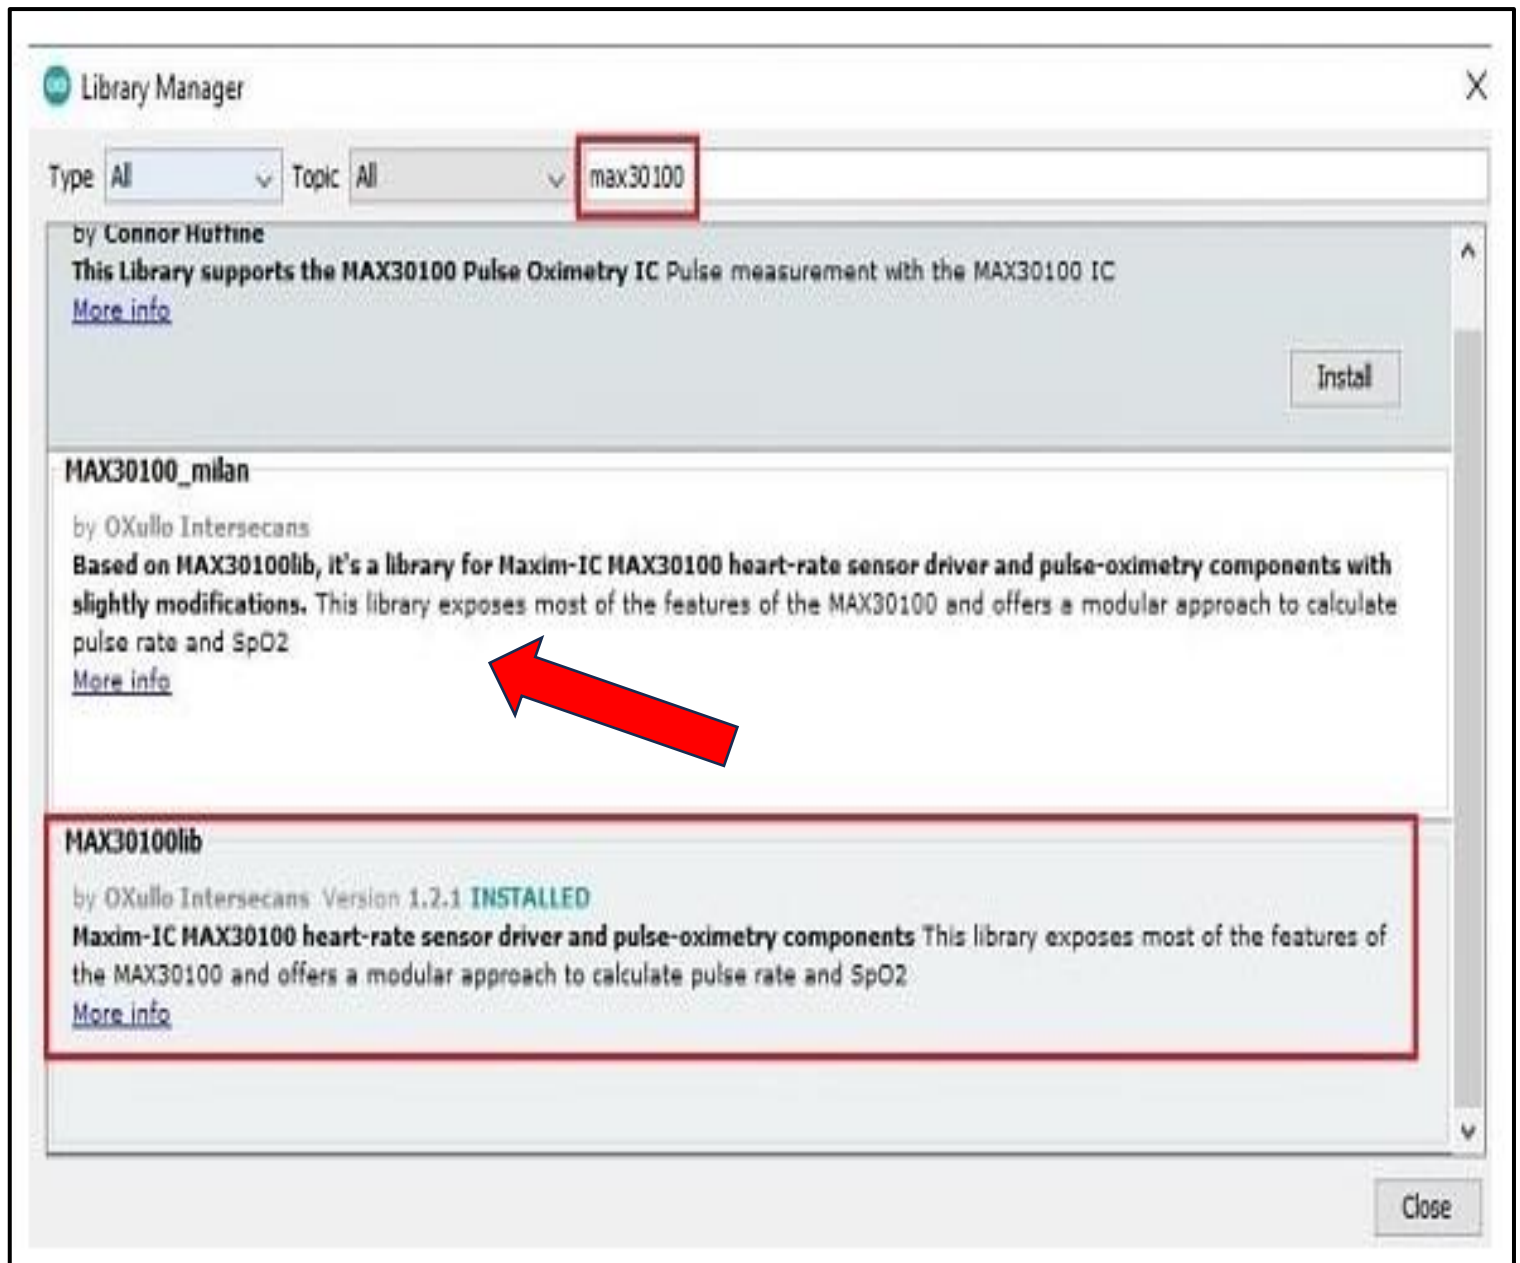 Library Manager
X
Type All Topic All max30100
by Connor Huffine
This Library supports the MAX30100 Pulse Oximetry IC Pulse measurement with the MAX30100 IC
More info
Install
MAX30100_milan
by OXullo Intersecans
Based on MAX30100lib, it's a library for Maxim-IC MAX30100 heart-rate sensor driver and pulse-oximetry components with
slightly modifications. This library exposes most of the features of the MAX30100 and offers a modular approach to calculate
pulse rate and SpO2
More info
MAX30100lib
by OXullo Intersecans Version 1.2.1 INSTALLED
Maxim-IC MAX30100 heart-rate sensor driver and pulse-oximetry components This library exposes most of the features of
the MAX30100 and offers a modular approach to calculate pulse rate and SpO2
More info
Close